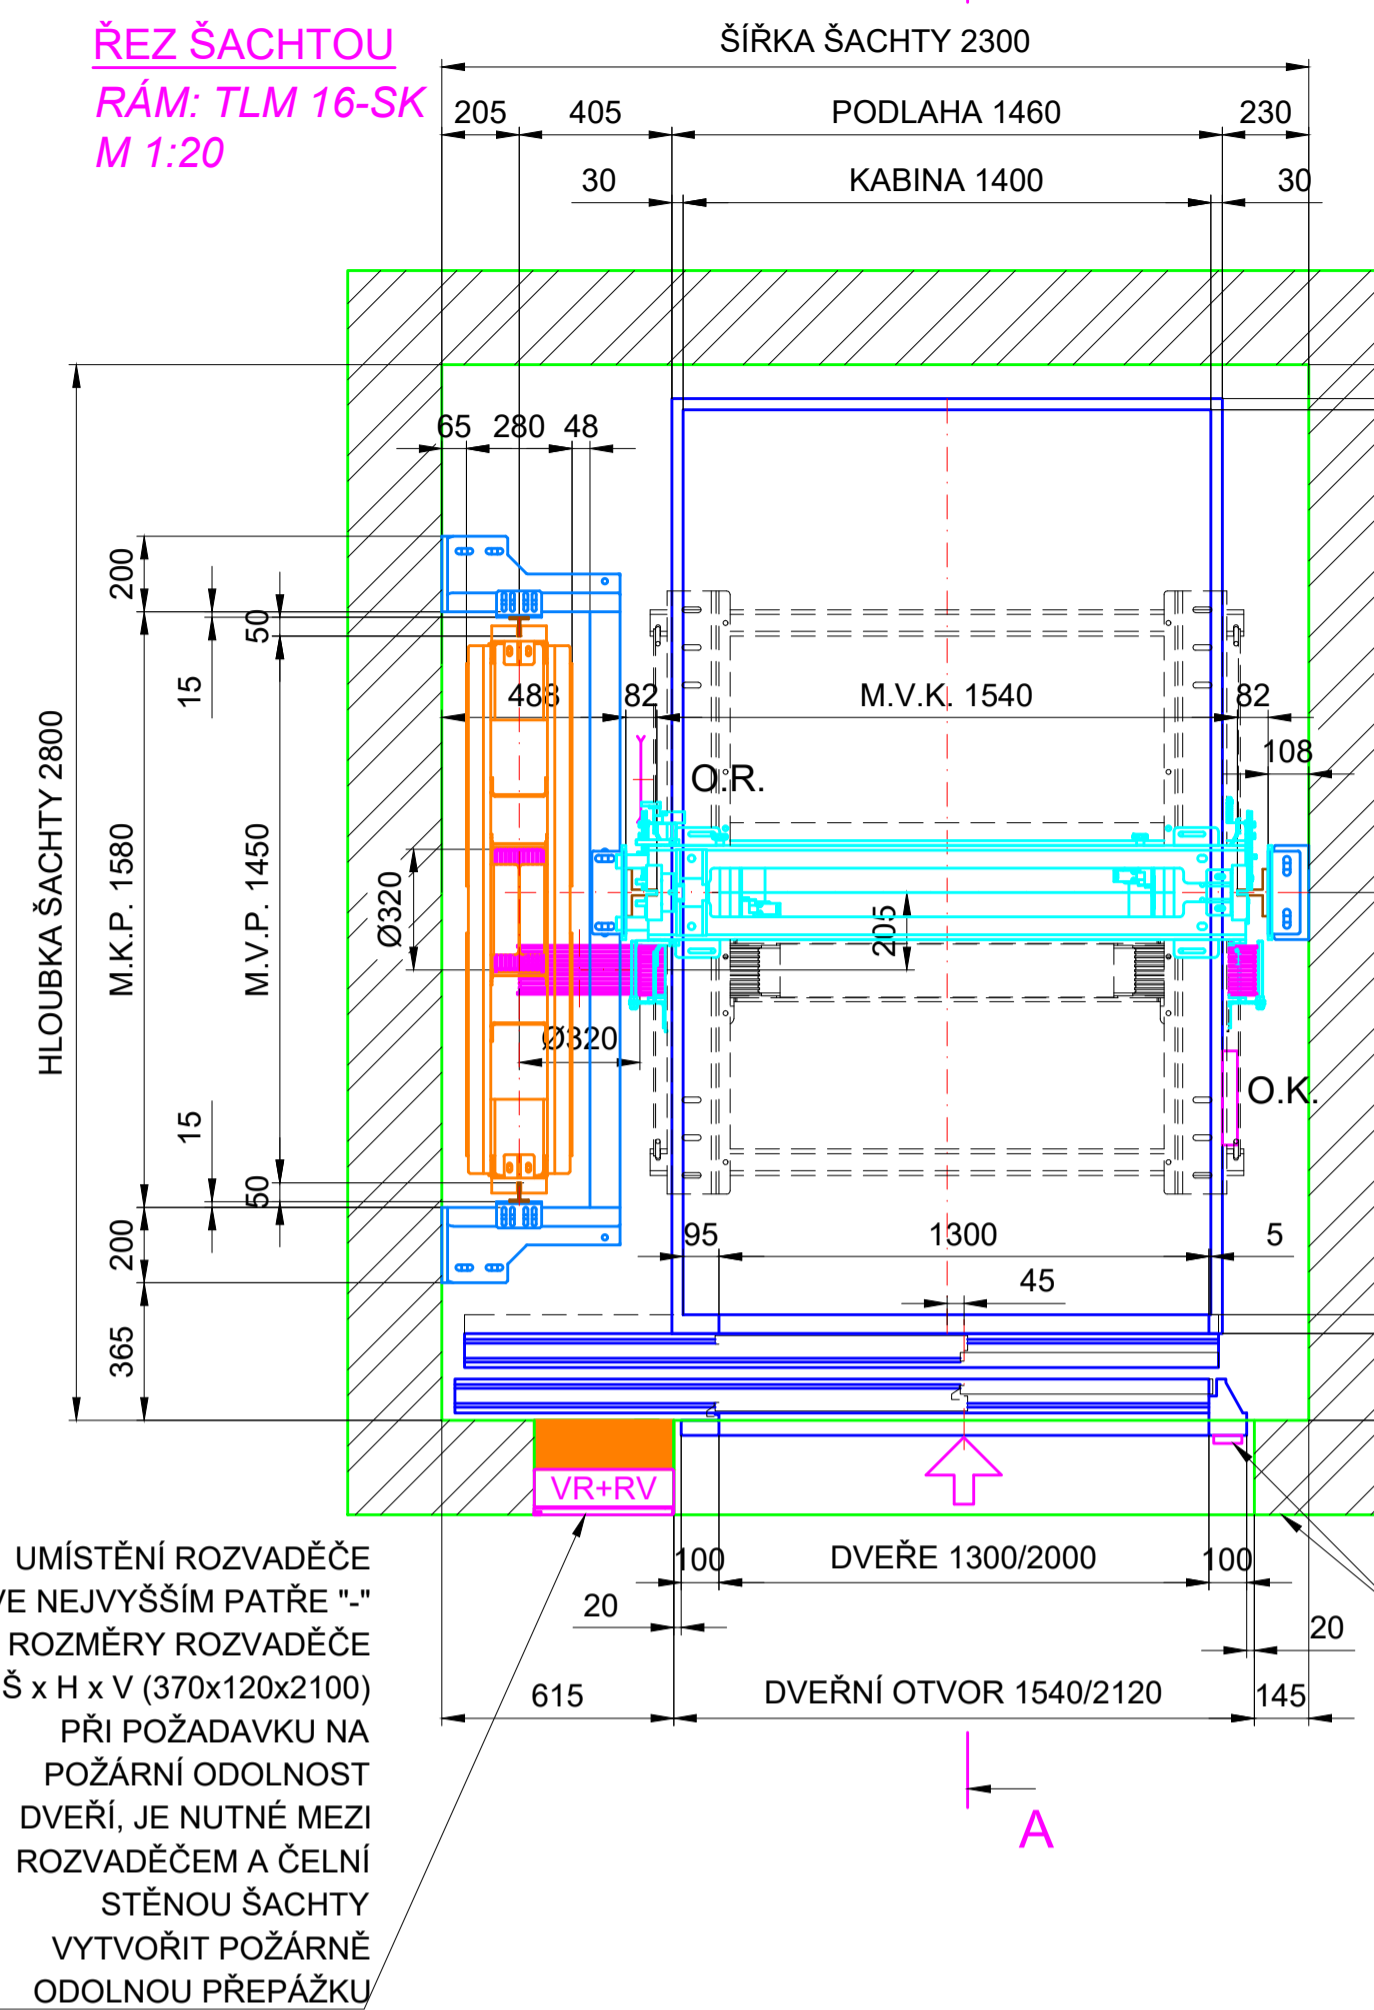 ŘEZ ŠACHTOU
RÁM: TLM 16-SK
M 1:20
ŠÍŘKA ŠACHTY 2300
205
405
PODLAHA 1460
230
30
KABINA 1400
30
65
280
48
200
50
15
488
82
M.V.K. 1540
82
108
O.R.
HLOUBKA ŠACHTY 2800
M.K.P. 1580
M.V.P. 1450
Ø320
205
Ø320
O.K.
15
50
200
95
1300
5
45
365
VR+RV
UMÍSTĚNÍ ROZVADĚČE
VE NEJVYŠŠÍM PATŘE "-"
ROZMĚRY ROZVADĚČE
Š x H x V (370x120x2100)
PŘI POŽADAVKU NA
POŽÁRNÍ ODOLNOST
DVEŘÍ, JE NUTNÉ MEZI
ROZVADĚČEM A ČELNÍ
STĚNOU ŠACHTY
VYTVOŘIT POŽÁRNĚ
ODOLNOU PŘEPÁŽKU
100
DVEŘE 1300/2000
100
20
20
615
DVEŘNÍ OTVOR 1540/2120
145
A